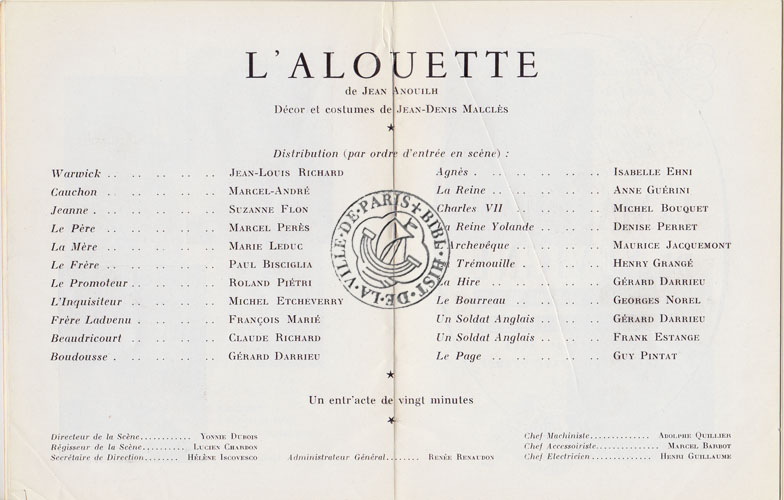 L'ALOUETTE
de JEAN ANOUILH
Décor et costumes de JEAN-DENIS MALCLÈS
Distribution (par ordre d'entrée en scène) :
Warwick .. .. .. .. .. JEAN-LOUIS RICHARD
Cauchon .. .. .. .. .. MARCEL-ANDRÉ
Jeanne . .. .. .. .. .. SUZANNE FLON
Le Père .. .. .. .. .. MARCEL PERÈS
La Mère .. .. .. .. .. MARIE LEDUC
Le Frère .. .. .. .. .. PAUL BISCIGLIA
Le Promoteur .. .. .. .. ROLAND PIÉTRI
L'Inquisiteur .. .. .. .. MICHEL ETCHEVERRY
Frère Ladvenu . .. .. .. FRANÇOIS MARIÉ
Beaudricourt .. .. .. .. CLAUDE RICHARD
Boudousse . .. .. .. .. GÉRARD DARRIEU
Agnès . .. .. .. .. .. ISABELLE EHNI
La Reine .. .. .. .. .. ANNE GUÉRINI
Charles VII .. .. .. .. MICHEL BOUQUET
La Reine Yolande .. .. .. DENISE PERRET
Archevêque .. .. .. .. MAURICE JACQUEMONT
Trémouille .. .. .. .. HENRY GRANGÉ
La Hire .. .. .. .. .. GÉRARD DARRIEU
Le Bourreau . .. .. .. GEORGES NOREL
Un Soldat Anglais .. .. .. GÉRARD DARRIEU
Un Soldat Anglais .. .. .. FRANK ESTANGE
Le Page .. .. .. .. .. GUY PINTAT
VILLE·DE·PARIS BIBL·HIST·DE·LA
Un entr'acte de vingt minutes
Directeur de la Scène............ YONNIE DUBOIS
Régisseur de la Scène........ LUCIEN CHARBON
Secrétaire de Direction........ HÉLÈNE ISCOVESCO
Administrateur Général....... RENÉE RENAUDON
Chef Machiniste.............. ADOLPHE QUILLIER
Chef Accessoiriste............... MARCEL BARBOT
Chef Electricien............. HENRI GUILLAUME